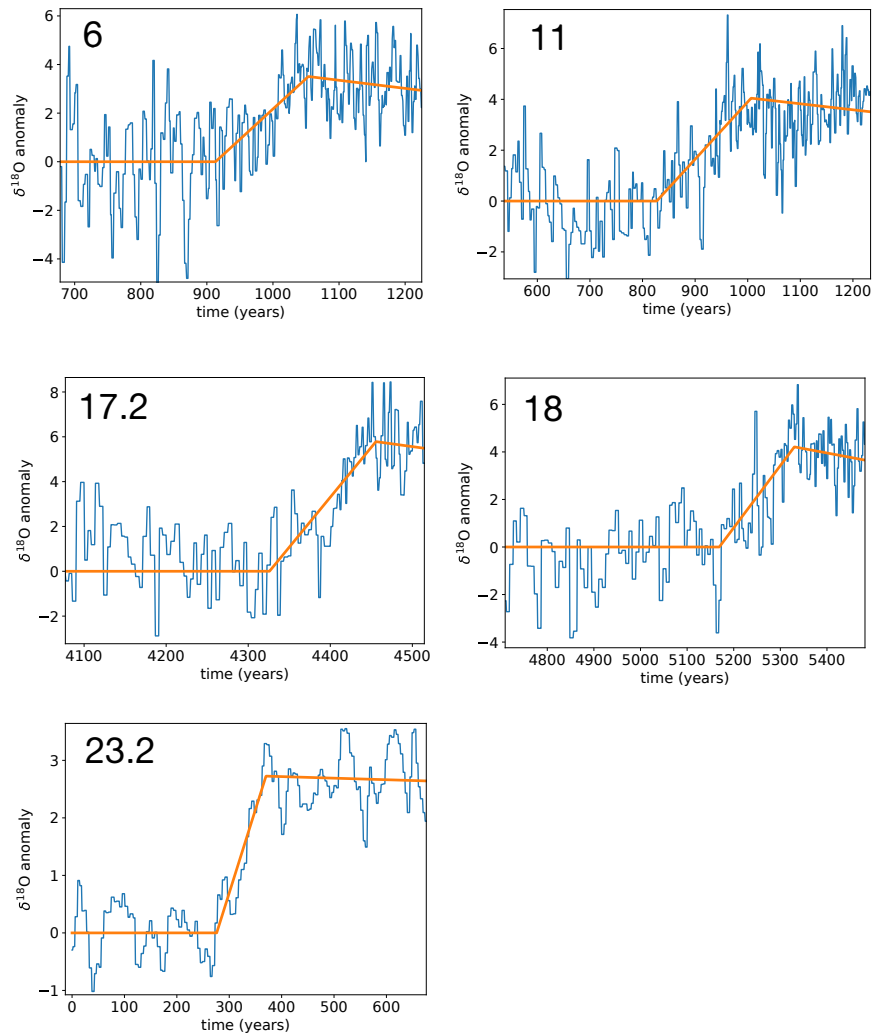 6
δ¹⁸O anomaly
6
4
2
0
−2
−4
700 800 900 1000 1100 1200
time (years)
11
δ¹⁸O anomaly
6
4
2
0
−2
600 700 800 900 1000 1100 1200
time (years)
17.2
δ¹⁸O anomaly
8
6
4
2
0
−2
4100 4200 4300 4400 4500
time (years)
18
δ¹⁸O anomaly
6
4
2
0
−2
−4
4800 4900 5000 5100 5200 5300 5400
time (years)
23.2
δ¹⁸O anomaly
3
2
1
0
−1
0 100 200 300 400 500 600
time (years)